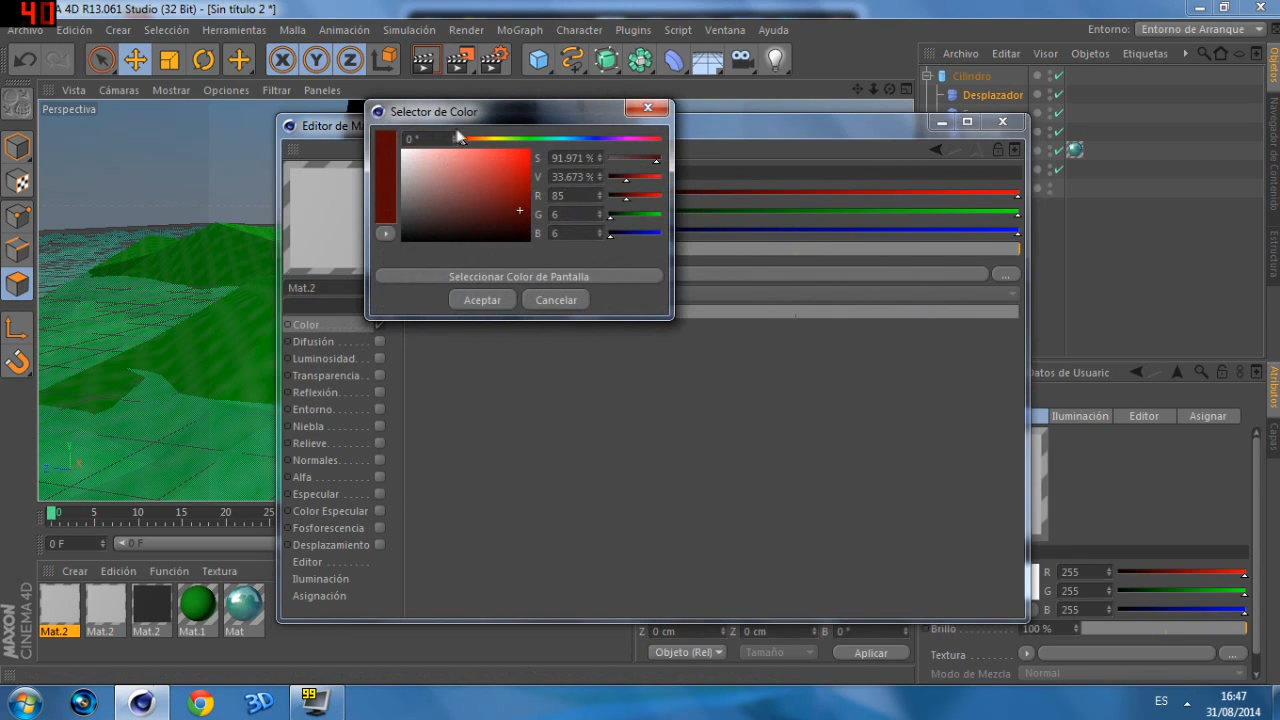 40
A 4D R13.061 Studio (32 Bit) - [Sin título 2 *]
Archivo Edición Crear Selección Herramientas Malla Animación Simulación Render MoGraph Character Plugins Script Ventana Ayuda
Entorno: Entorno de Arranque
Archivo Editar Visor Objetos Etiquetas
Vista Cámaras Mostrar Opciones Filtrar Paneles
Perspectiva
Cilindro
Desplazador
Objetos
Navegador de Contenido
Estructura
Editor de Ma
Selector de Color
0 °
S 91.971 %
V 33.673 %
R 85
G 6
B 6
Seleccionar Color de Pantalla
Aceptar Cancelar
...
Mat.2
Color
Difusión
Luminosidad
Transparencia
Reflexión
Entorno
Niebla
Relieve
Normales
Alfa
Especular
Color Especular
Fosforescencia
Desplazamiento
Editor
Iluminación
Asignación
Y
Z X
0 5 10 15 20 25
0 F 0 F
Crear Edición Función Textura
Mat.2 Mat.2 Mat.2 Mat.1 Mat
MAXON
CINEMA 4D
Datos de Usuaric
Atributos
Capas
Iluminación Editor Asignar
R 255
G 255
B 255
Brillo 100 %
Textura ...
Modo de Mezcla Normal
Z 0 cm Z 0 cm B 0 °
Objeto (Rel) Tamaño Aplicar
99
3D
ES
16:47
31/08/2014